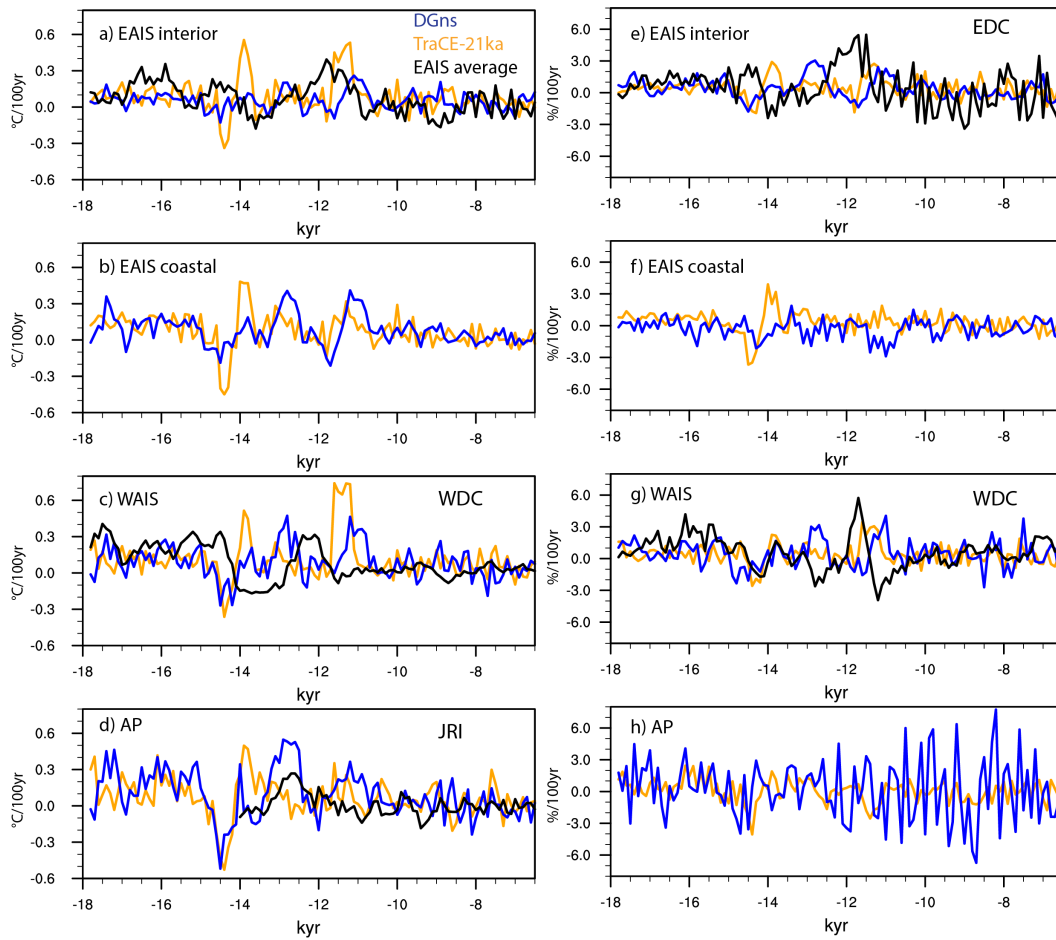 a) EAIS interior
DGns
TraCE-21ka
EAIS average
°C/100yr
0.6
0.3
0.0
-0.3
-0.6
-18
-16
-14
-12
-10
-8
kyr
e) EAIS interior
EDC
%/100yr
6.0
3.0
0.0
-3.0
-6.0
-18
-16
-14
-12
-10
-8
kyr
b) EAIS coastal
°C/100yr
0.6
0.3
0.0
-0.3
-0.6
-18
-16
-14
-12
-10
-8
kyr
f) EAIS coastal
%/100yr
6.0
3.0
0.0
-3.0
-6.0
-18
-16
-14
-12
-10
-8
kyr
c) WAIS
WDC
°C/100yr
0.6
0.3
0.0
-0.3
-0.6
-18
-16
-14
-12
-10
-8
kyr
g) WAIS
WDC
%/100yr
6.0
3.0
0.0
-3.0
-6.0
-18
-16
-14
-12
-10
-8
kyr
d) AP
JRI
°C/100yr
0.6
0.3
0.0
-0.3
-0.6
-18
-16
-14
-12
-10
-8
kyr
h) AP
%/100yr
6.0
3.0
0.0
-3.0
-6.0
-18
-16
-14
-12
-10
-8
kyr